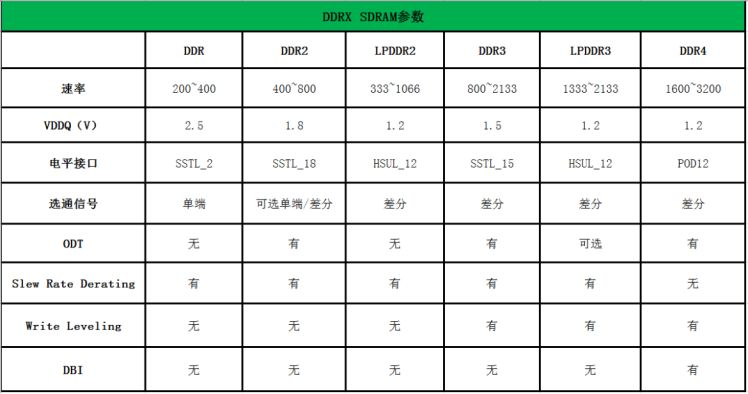 DDRX SDRAM参数
DDR DDR2 LPDDR2 DDR3 LPDDR3 DDR4
速率 200~400 400~800 333~1066 800~2133 1333~2133 1600~3200
VDDQ（V） 2.5 1.8 1.2 1.5 1.2 1.2
电平接口 SSTL_2 SSTL_18 HSUL_12 SSTL_15 HSUL_12 POD12
选通信号 单端 可选单端/差分 差分 差分 差分 差分
ODT 无 有 无 有 可选 有
Slew Rate Derating 有 有 有 有 有 无
Write Leveling 无 无 无 有 有 有
DBI 无 无 无 无 无 有